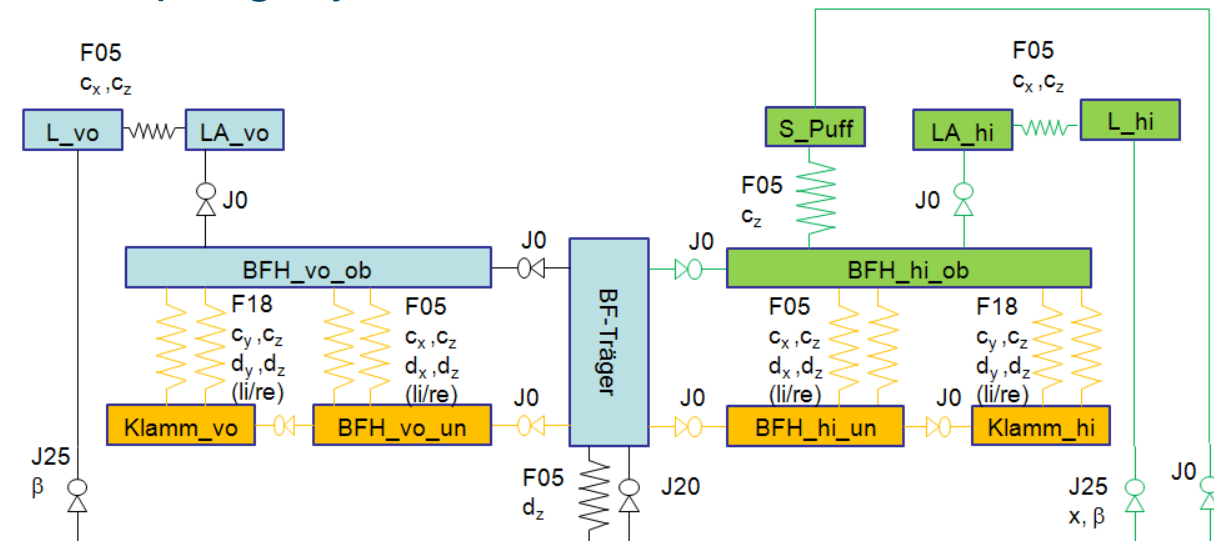 F05
cx ,cz
L_vo
LA_vo
J0
S_Puff
F05
cz
LA_hi
F05
cx ,cz
L_hi
J0
BFH_vo_ob
J0
BF-Träger
J0
BFH_hi_ob
F18
cy ,cz
dy ,dz
(li/re)
F05
cx ,cz
dx ,dz
(li/re)
F05
cx ,cz
dx ,dz
(li/re)
F18
cy ,cz
dy ,dz
(li/re)
Klamm_vo
J0
BFH_vo_un
J0
J0
BFH_hi_un
J0
Klamm_hi
J25
β
F05
dz
J20
J25
x, β
J0